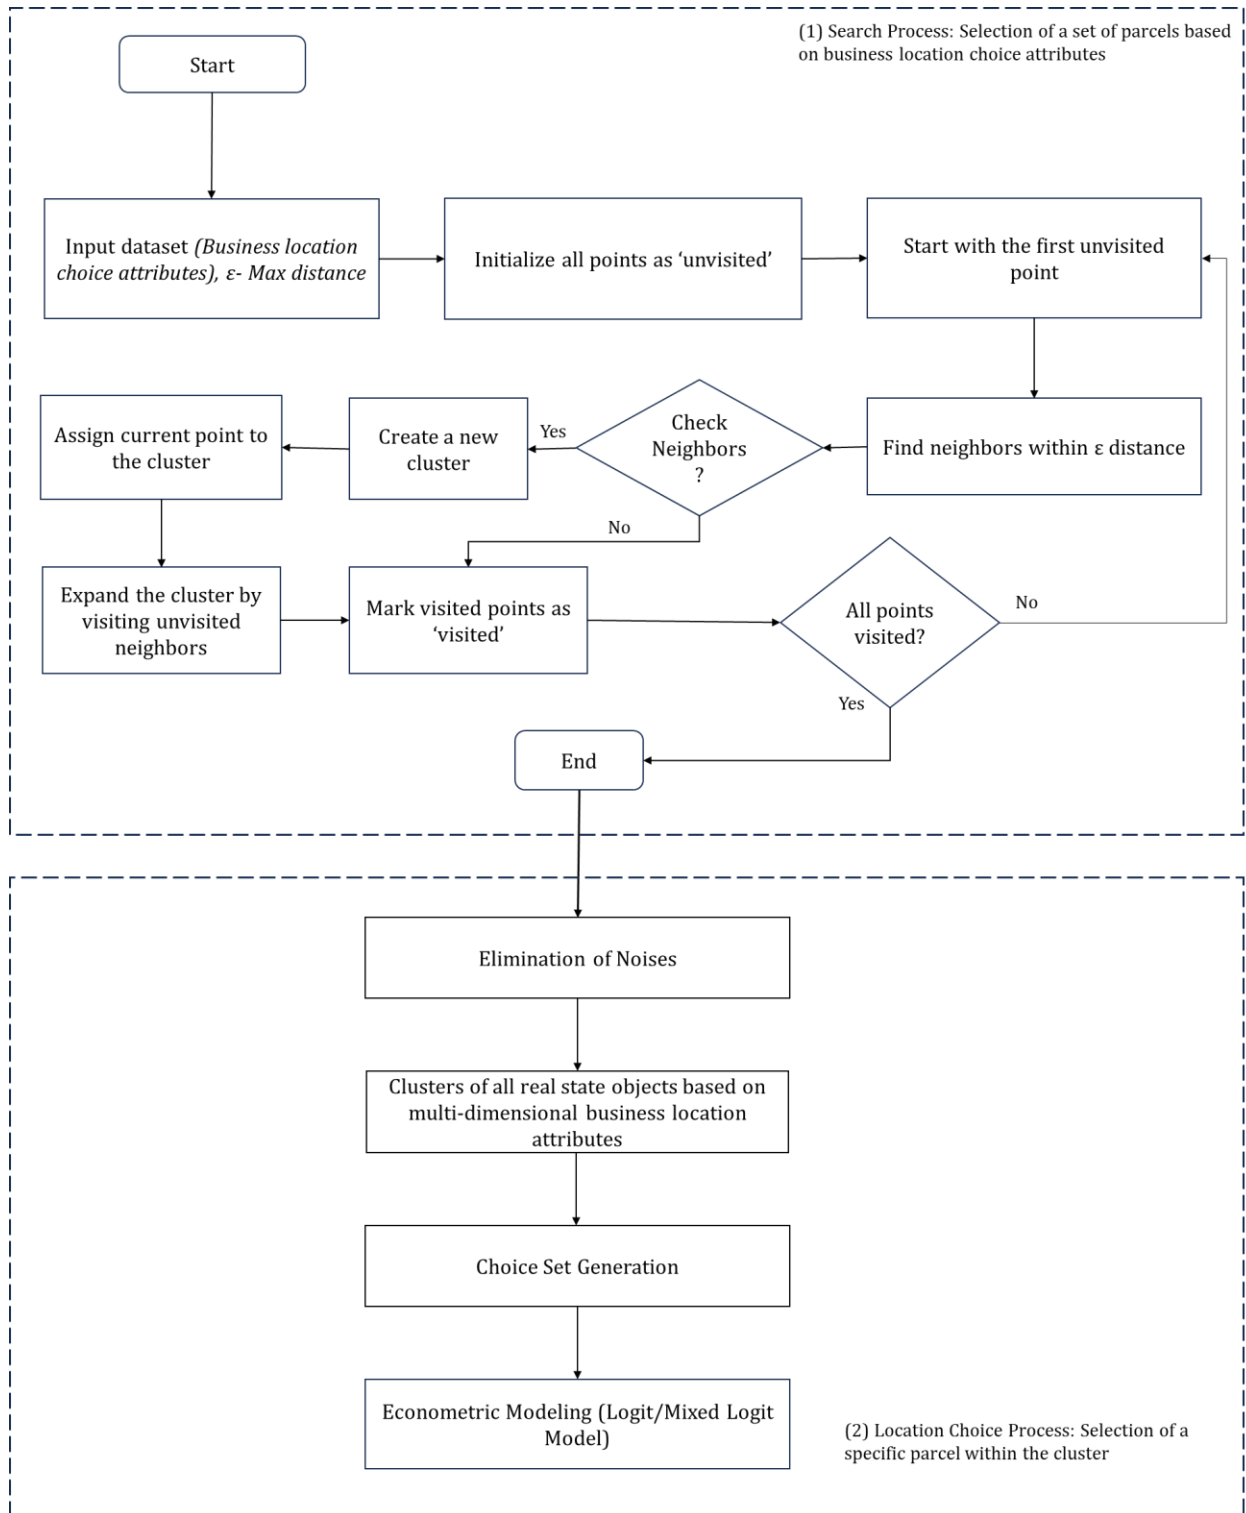 (1) Search Process: Selection of a set of parcels based
on business location choice attributes
Start
Input dataset (Business location
choice attributes), ε- Max distance
Initialize all points as ‘unvisited’
Start with the first unvisited
point
Assign current point to
the cluster
Create a new
cluster
Yes
Check
Neighbors
?
Find neighbors within ε distance
No
Expand the cluster by
visiting unvisited
neighbors
Mark visited points as
‘visited’
All points
visited?
No
Yes
End
Elimination of Noises
Clusters of all real state objects based on
multi-dimensional business location
attributes
Choice Set Generation
Econometric Modeling (Logit/Mixed Logit
Model)
(2) Location Choice Process: Selection of a
specific parcel within the cluster